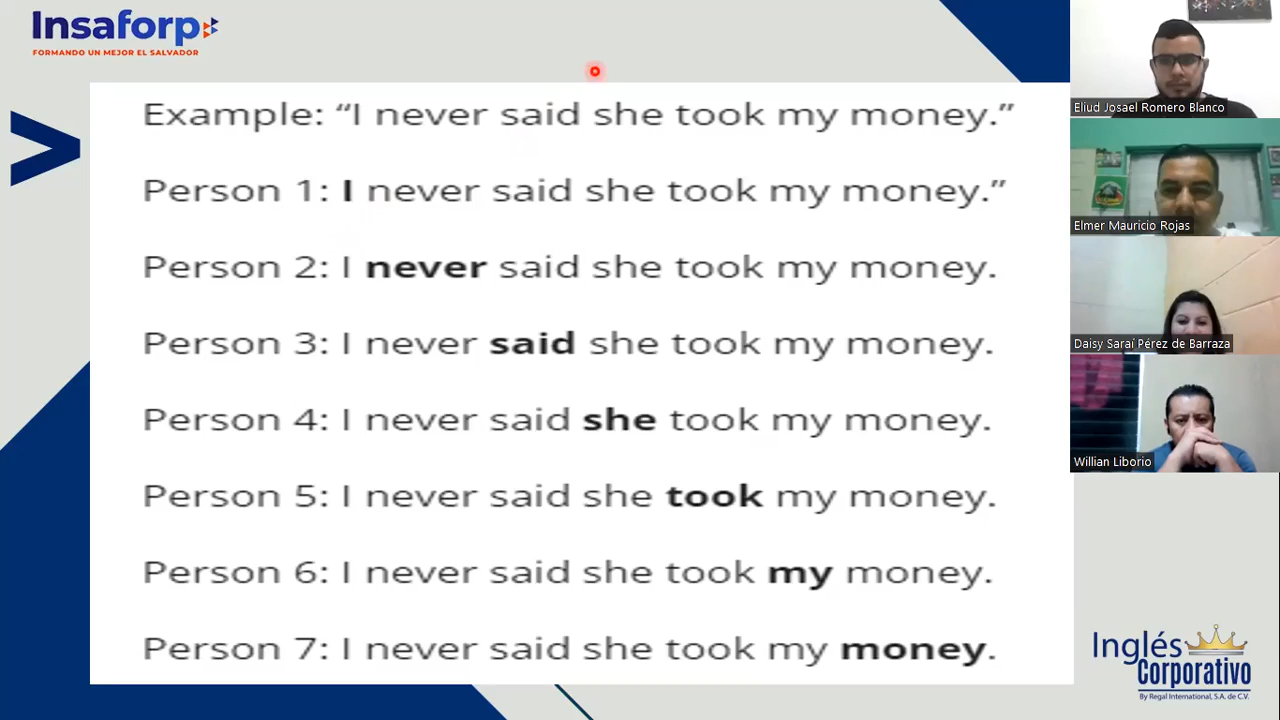 Insaforp
FORMANDO UN MEJOR EL SALVADOR
Example: “I never said she took my money.”
Person 1: I never said she took my money.”
Person 2: I never said she took my money.
Person 3: I never said she took my money.
Person 4: I never said she took my money.
Person 5: I never said she took my money.
Person 6: I never said she took my money.
Person 7: I never said she took my money.
Eliud Josael Romero Blanco
Elmer Mauricio Rojas
Daisy Saraí Pérez de Barraza
Willian Liborio
Inglés
Corporativo
By Regal International, S.A. de C.V.